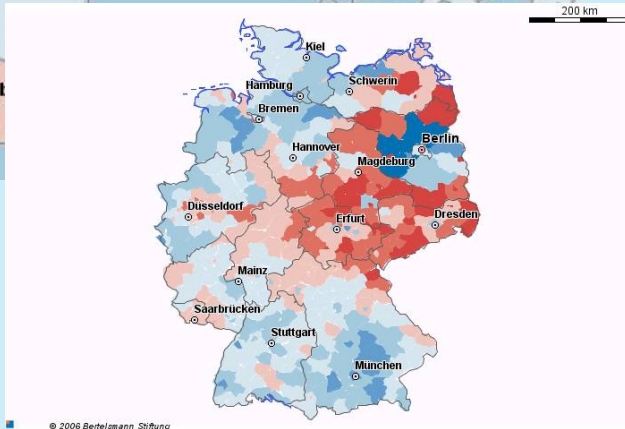 200 km
Kiel
Hamburg
Schwerin
Bremen
Berlin
Hannover
Magdeburg
Düsseldorf
Erfurt
Dresden
Mainz
Saarbrücken
Stuttgart
München
© 2006 Bertelsmann Stiftung